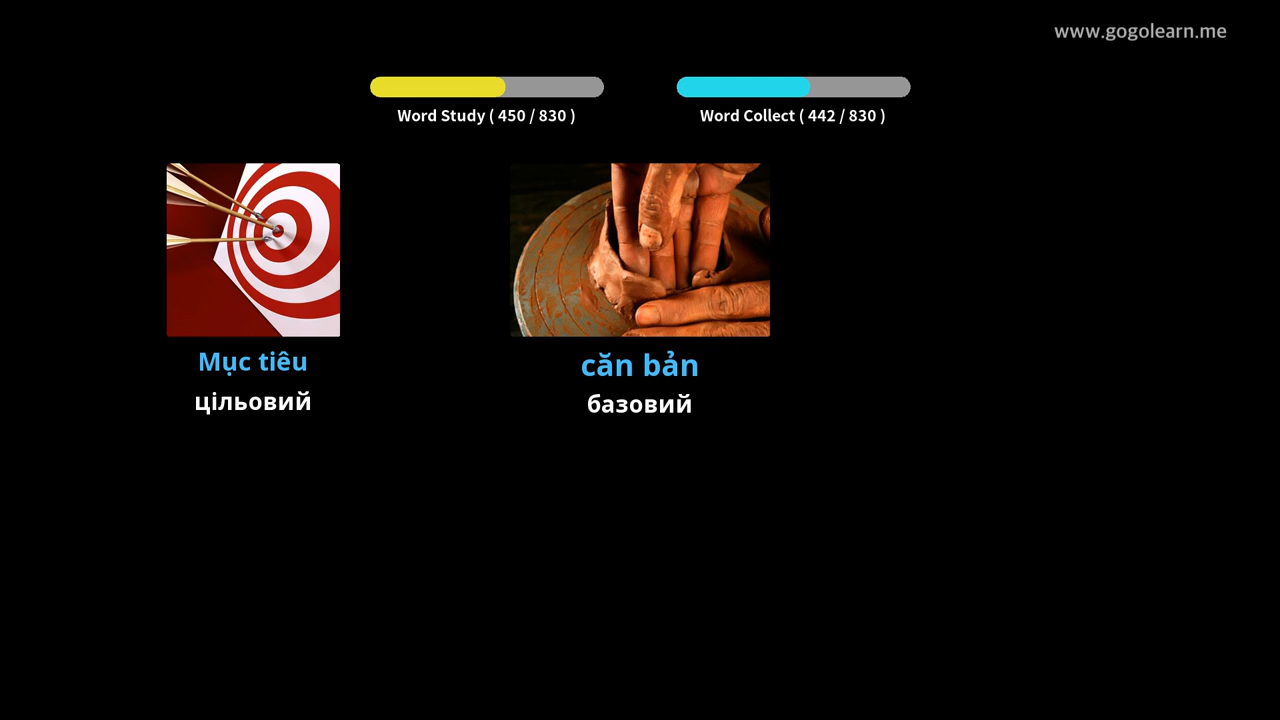 www.gogolearn.me
Word Study ( 450 / 830 )
Word Collect ( 442 / 830 )
Mục tiêu
цільовий
căn bản
базовий